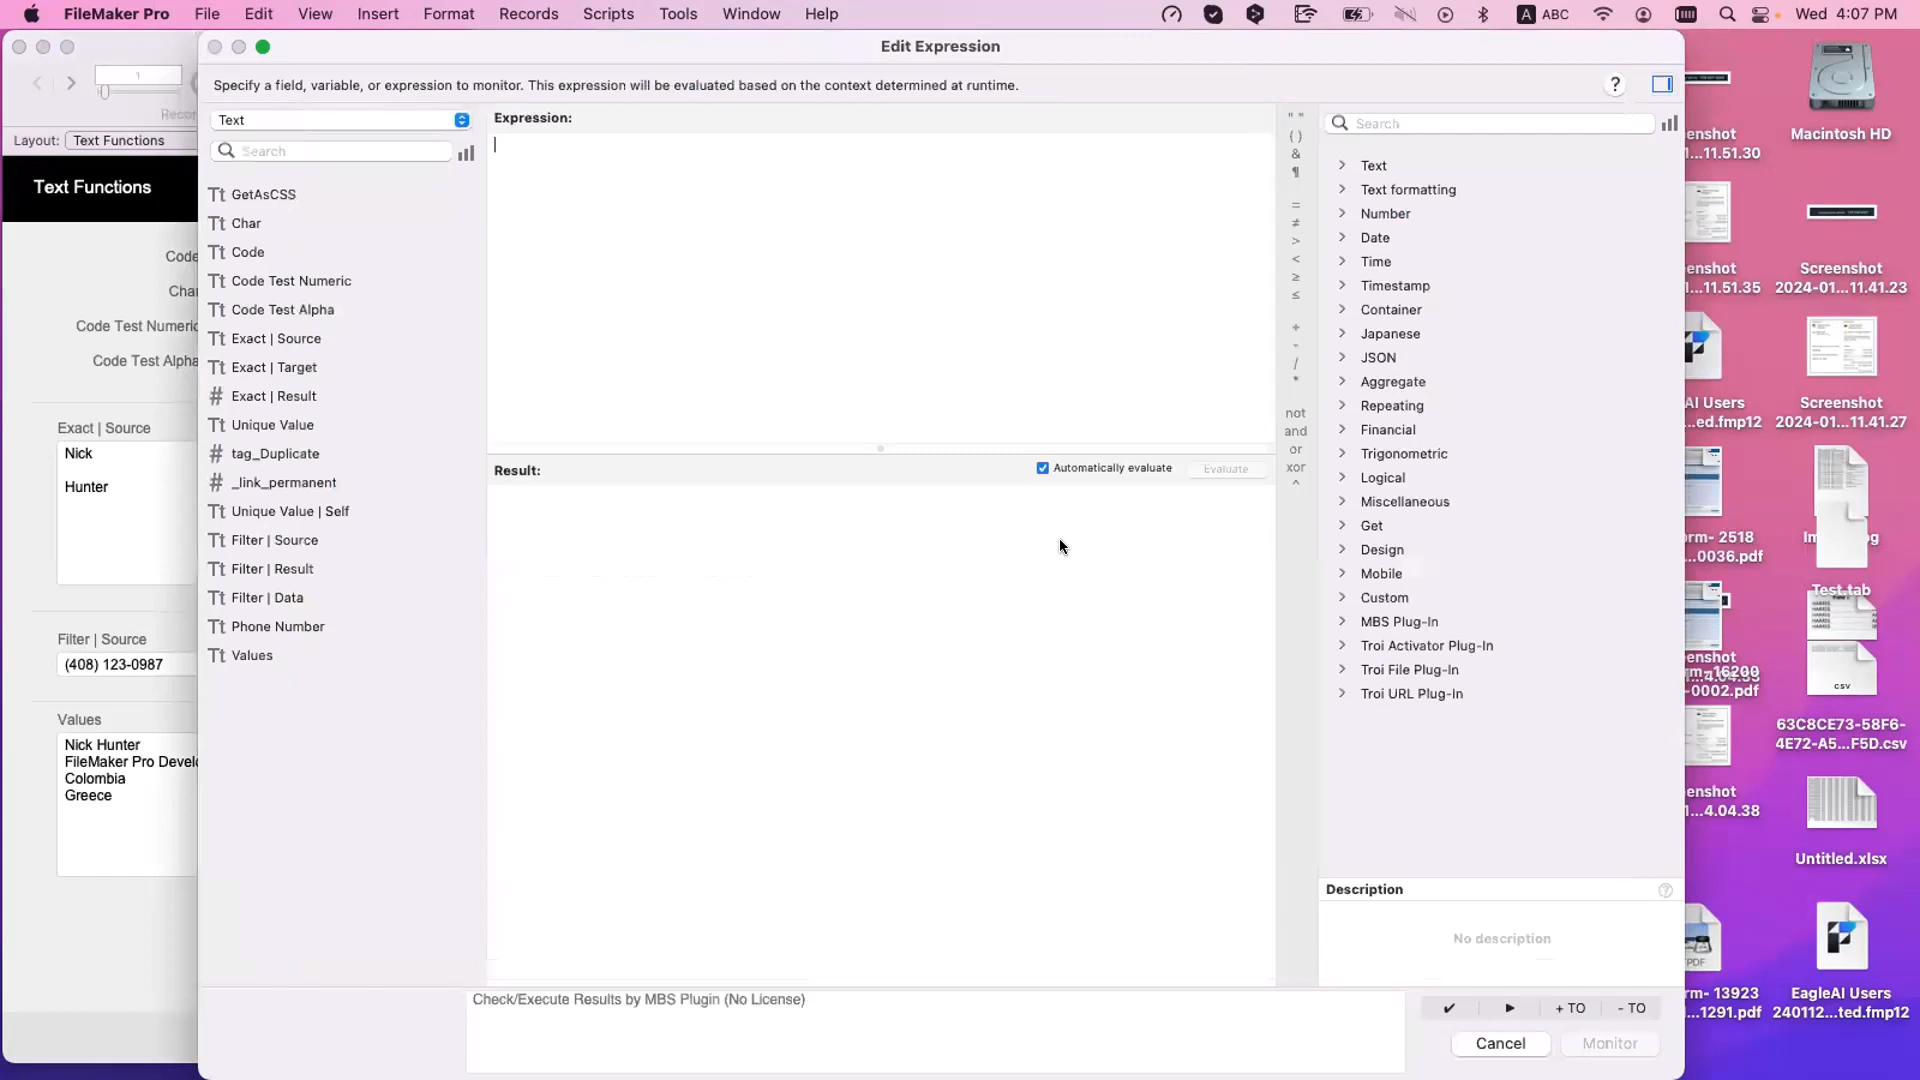 FileMaker Pro File Edit View Insert Format Records Scripts Tools Window Help A ABC Wed 4:07 PM
Edit Expression
Specify a field, variable, or expression to monitor. This expression will be evaluated based on the context determined at runtime. ?
1
Layout: Text Functions
Text Functions
Code Test Numeric
Code Test Alpha
Exact | Source
Nick
Hunter
Filter | Source
(408) 123-0987
Values
Nick Hunter
Colombia
Greece
Text
Search
GetAsCSS
Char
Code
Code Test Numeric
Code Test Alpha
Exact | Source
Exact | Target
Exact | Result
Unique Value
tag_Duplicate
_link_permanent
Unique Value | Self
Filter | Source
Filter | Result
Filter | Data
Phone Number
Values
Expression:
Result:
Automatically evaluate
Evaluate
Check/Execute Results by MBS Plugin (No License)
" "
( )
&
¶
=
≠
>
<
≥
≤
+
-
/
*
not
and
or
xor
^
Search
Text
Text formatting
Number
Date
Time
Timestamp
Container
Japanese
JSON
Aggregate
Repeating
Financial
Trigonometric
Logical
Miscellaneous
Get
Design
Mobile
Custom
MBS Plug-In
Troi Activator Plug-In
Troi File Plug-In
Troi URL Plug-In
Description
No description
+ TO
- TO
Cancel
Monitor
Macintosh HD
Screenshot
2024-01...11.41.23
Screenshot
2024-01...11.41.27
Test.tab
csv
63C8CE73-58F6-
4E72-A5...F5D.csv
Untitled.xlsx
EagleAI Users
240112...ted.fmp12